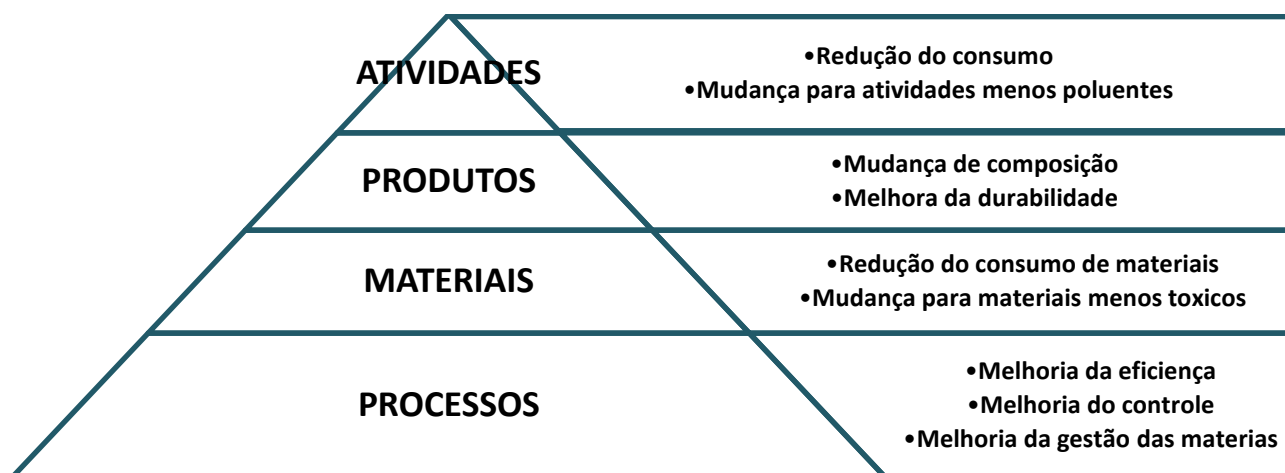 ATIVIDADES
•Redução do consumo
•Mudança para atividades menos poluentes
PRODUTOS
•Mudança de composição
•Melhora da durabilidade
MATERIAIS
•Redução do consumo de materiais
•Mudança para materiais menos toxicos
PROCESSOS
•Melhoria da eficiença
•Melhoria do controle
•Melhoria da gestão das materias